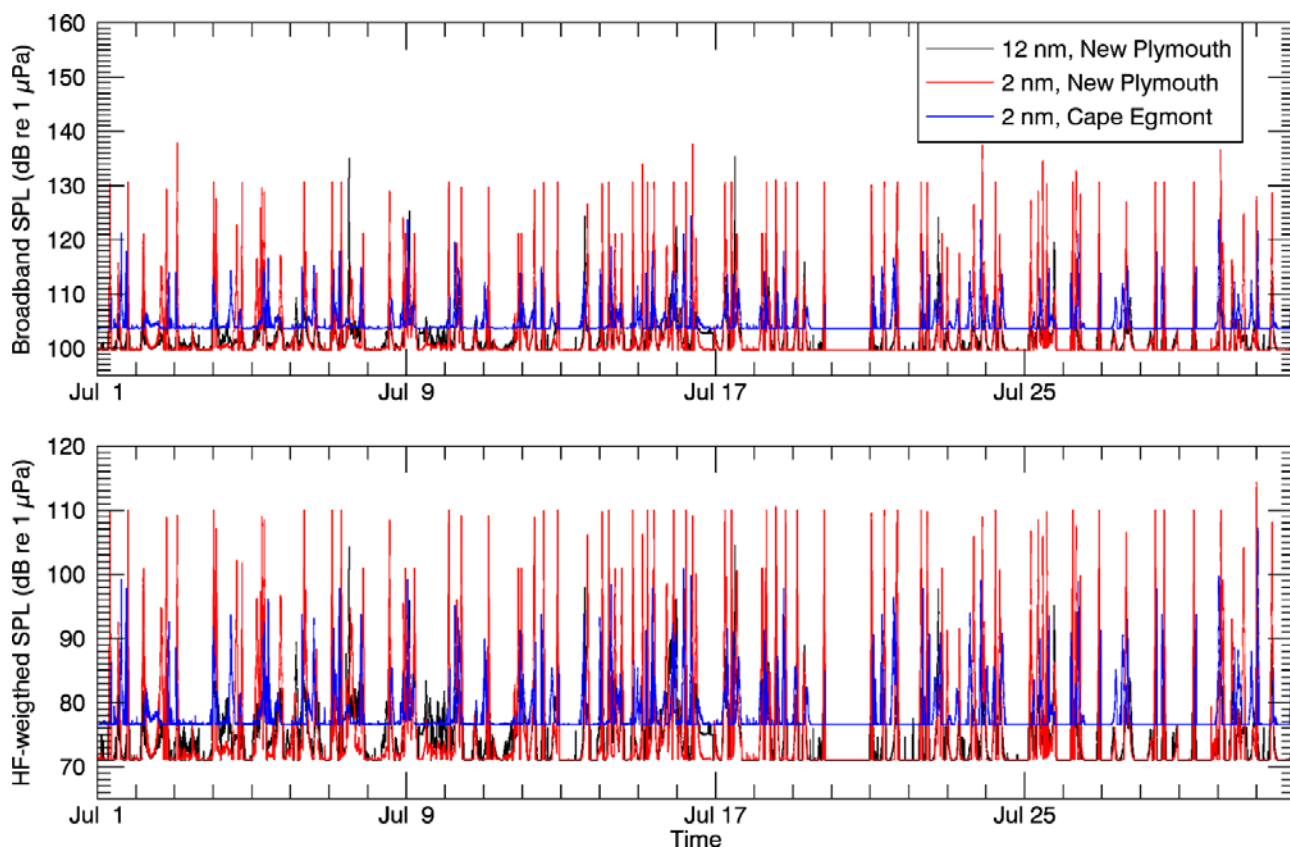 160
150
140
130
120
110
100
Broadband SPL (dB re 1 µPa)
12 nm, New Plymouth
2 nm, New Plymouth
2 nm, Cape Egmont
Jul 1
Jul 9
Jul 17
Jul 25
120
110
100
90
80
70
HF-weigthed SPL (dB re 1 µPa)
Jul 1
Jul 9
Jul 17
Jul 25
Time